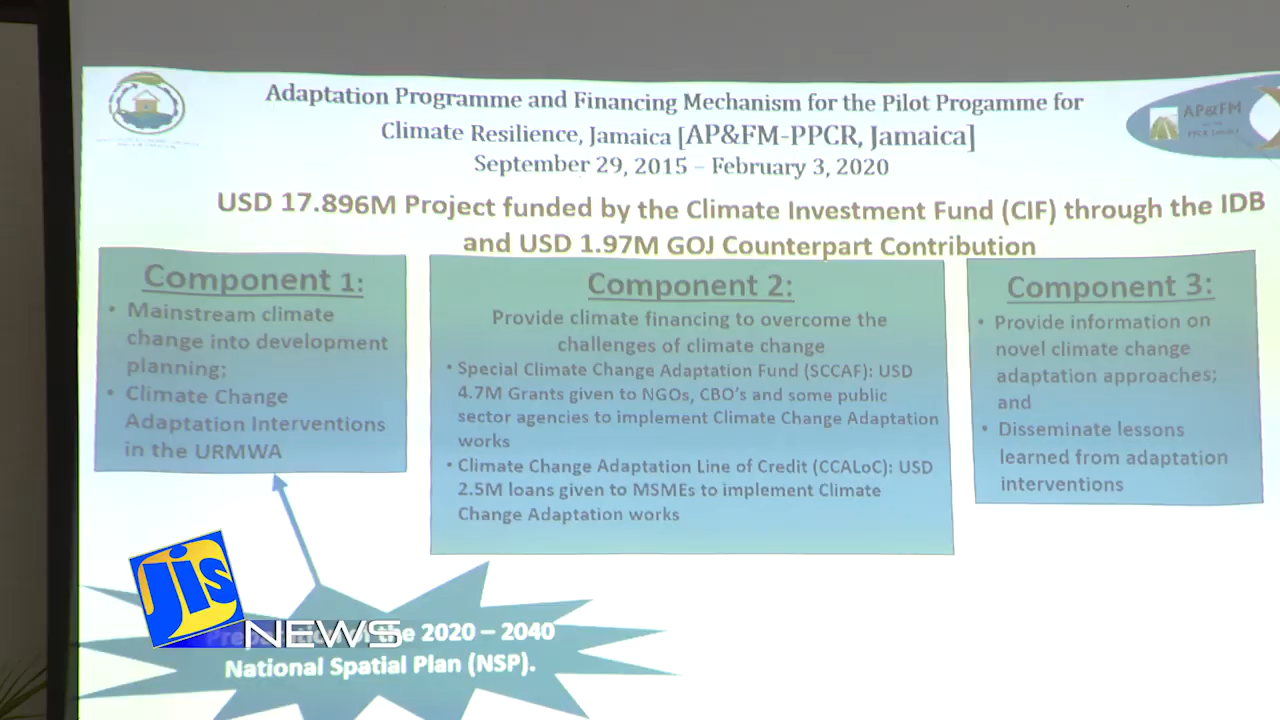 Adaptation Programme and Financing Mechanism for the Pilot Progamme for
Climate Resilience, Jamaica [AP&FM-PPCR, Jamaica]
September 29, 2015 – February 3, 2020
AP&FM
PPCR Jamaica
USD 17.896M Project funded by the Climate Investment Fund (CIF) through the IDB
and USD 1.97M GOJ Counterpart Contribution
Component 1:
• Mainstream climate
change into development
planning;
• Climate Change
Adaptation Interventions
in the URMWA
Component 2:
Provide climate financing to overcome the
challenges of climate change
• Special Climate Change Adaptation Fund (SCCAF): USD
4.7M Grants given to NGOs, CBO's and some public
sector agencies to implement Climate Change Adaptation
works
• Climate Change Adaptation Line of Credit (CCALoC): USD
2.5M loans given to MSMEs to implement Climate
Change Adaptation works
Component 3:
• Provide information on
novel climate change
adaptation approaches;
and
• Disseminate lessons
learned from adaptation
interventions
the 2020 – 2040
National Spatial Plan (NSP).
jis
NEWS